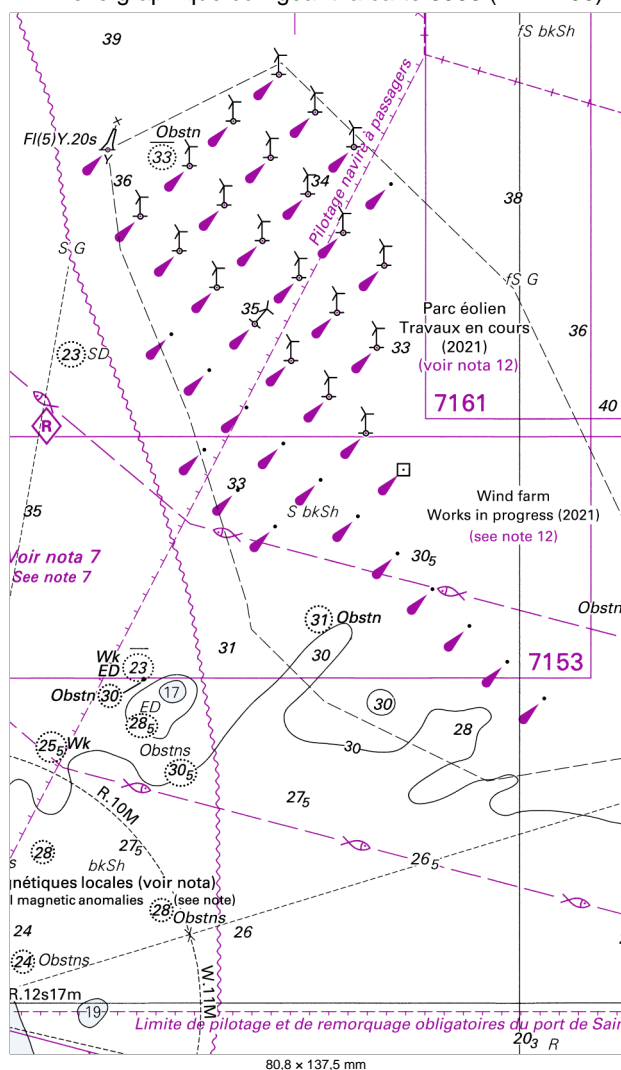 39
fS bkSh
Fl(5)Y.20s
Obstn
33
36
34
Pilotage navire à passagers
38
S G
fS G
35
Parc éolien
Travaux en cours
(2021)
(voir nota 12)
33
36
23 SD
7161
40
R
33
S bkSh
35
Wind farm
Works in progress (2021)
(see note 12)
Voir nota 7
See note 7
30₅
Obstn
31 Obstn
31
30
Wk
ED
23
7153
Obstn 30
17
ED
28₅
30
28
30
25₅ Wk
Obstns
30₅
R.10M
27₅
27₅
28
bkSh
26₅
gnétiques locales (voir nota)
l magnetic anomalies (see note)
28 Obstns
24
26
24 Obstns
R.12s17m
W.11M
19
Limite de pilotage et de remorquage obligatoires du port de Sain
20₃ R
80,8 × 137,5 mm